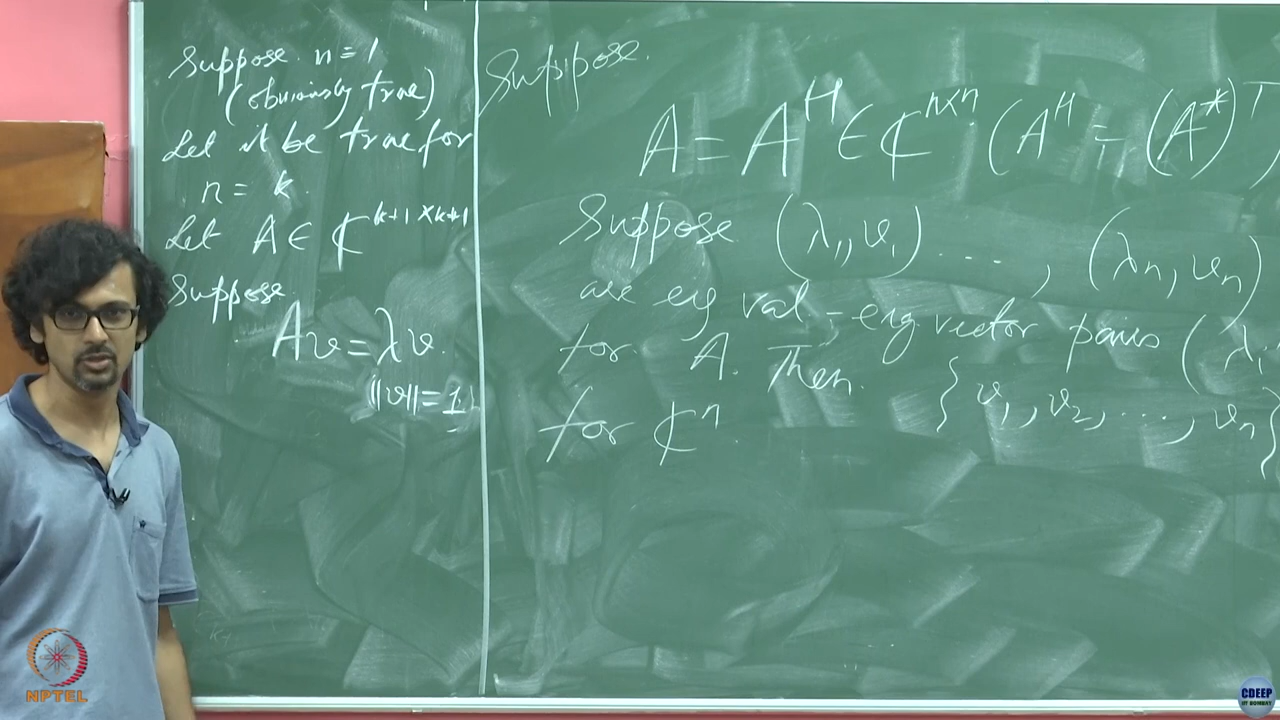 Suppose n = 1
(obviously true)
Let it be true for
n = k.
Let A ∈ ℂ^{k+1 × k+1}
Suppose
Av = λv.
||v|| = 1
Suppose.
A = A^H ∈ ℂ^{n×n} (A^H = (A^*)^T
Suppose (λ₁, v₁) ...., (λn, vn)
are eig val - eig vector pairs (λ
for A. Then {v₁, v₂, ..., vn}
for ℂ^n.
NPTEL
CDEEP
IIT BOMBAY